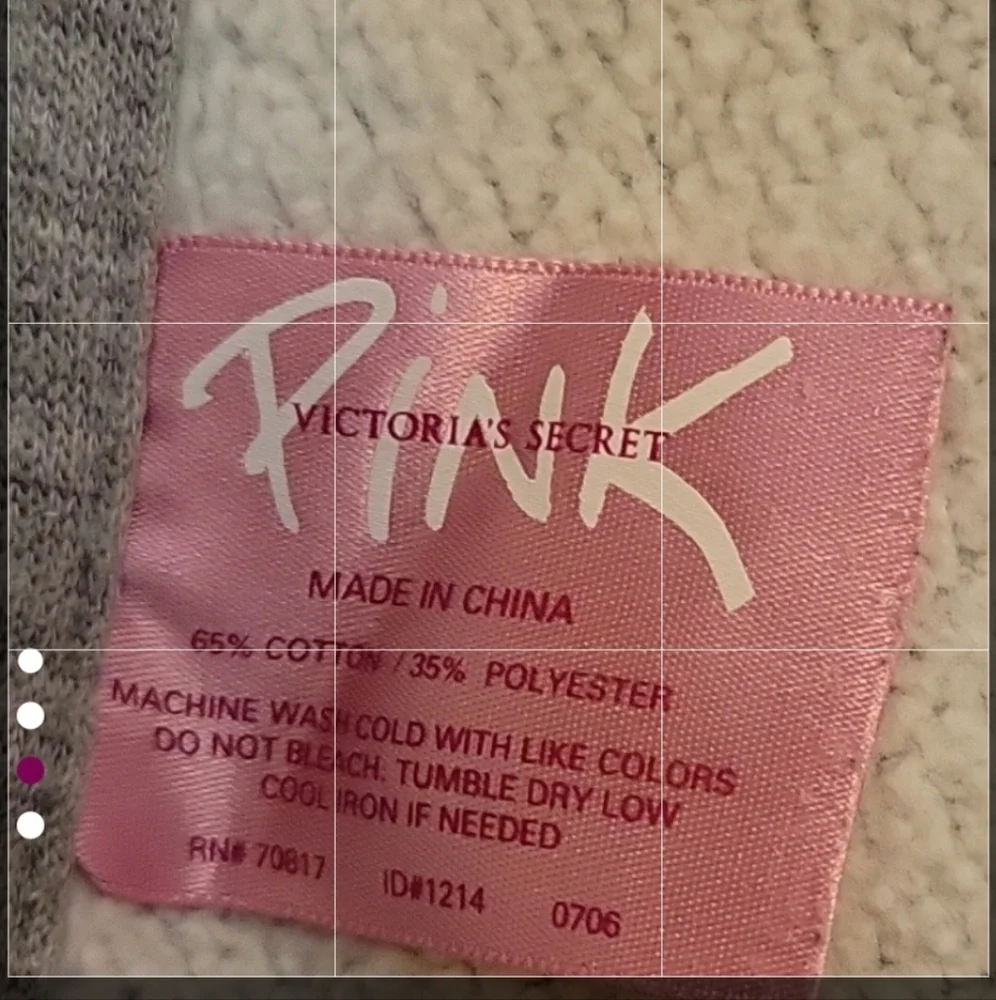 PiNK
VICTORIA'S SECRET
MADE IN CHINA
65% COTTON / 35% POLYESTER
MACHINE WASH COLD WITH LIKE COLORS
DO NOT BLEACH. TUMBLE DRY LOW
COOL IRON IF NEEDED
RN# 70817 ID#1214 0706